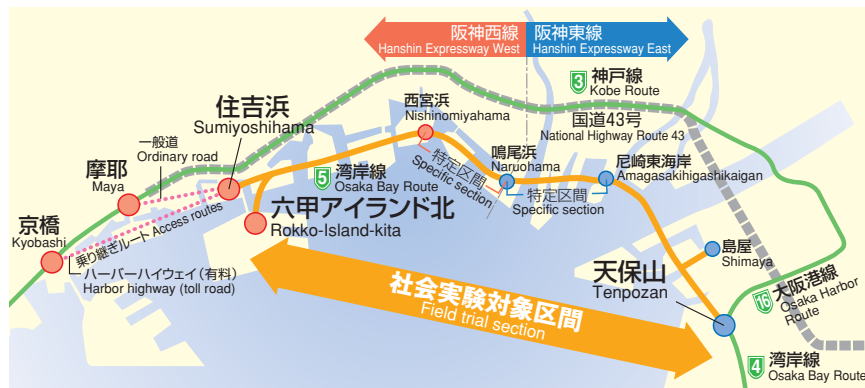 阪神西線
Hanshin Expressway West
阪神東線
Hanshin Expressway East
3
神戸線
Kobe Route
国道43号
National Highway Route 43
西宮浜
Nishinomiyahama
住吉浜
Sumiyoshihama
一般道
Ordinary road
摩耶
Maya
5
湾岸線
Osaka Bay Route
特定区間
Specific section
鳴尾浜
Naruohama
尼崎東海岸
Amagasakihigashikaigan
特定区間
Specific section
京橋
Kyobashi
乗り継ぎルート Access routes
六甲アイランド北
Rokko-Island-kita
ハーバーハイウェイ(有料)
Harbor highway (toll road)
島屋
Shimaya
天保山
Tenpozan
社会実験対象区間
Field trial section
16
大阪港線
Osaka Harbor
Route
4
湾岸線
Osaka Bay Route